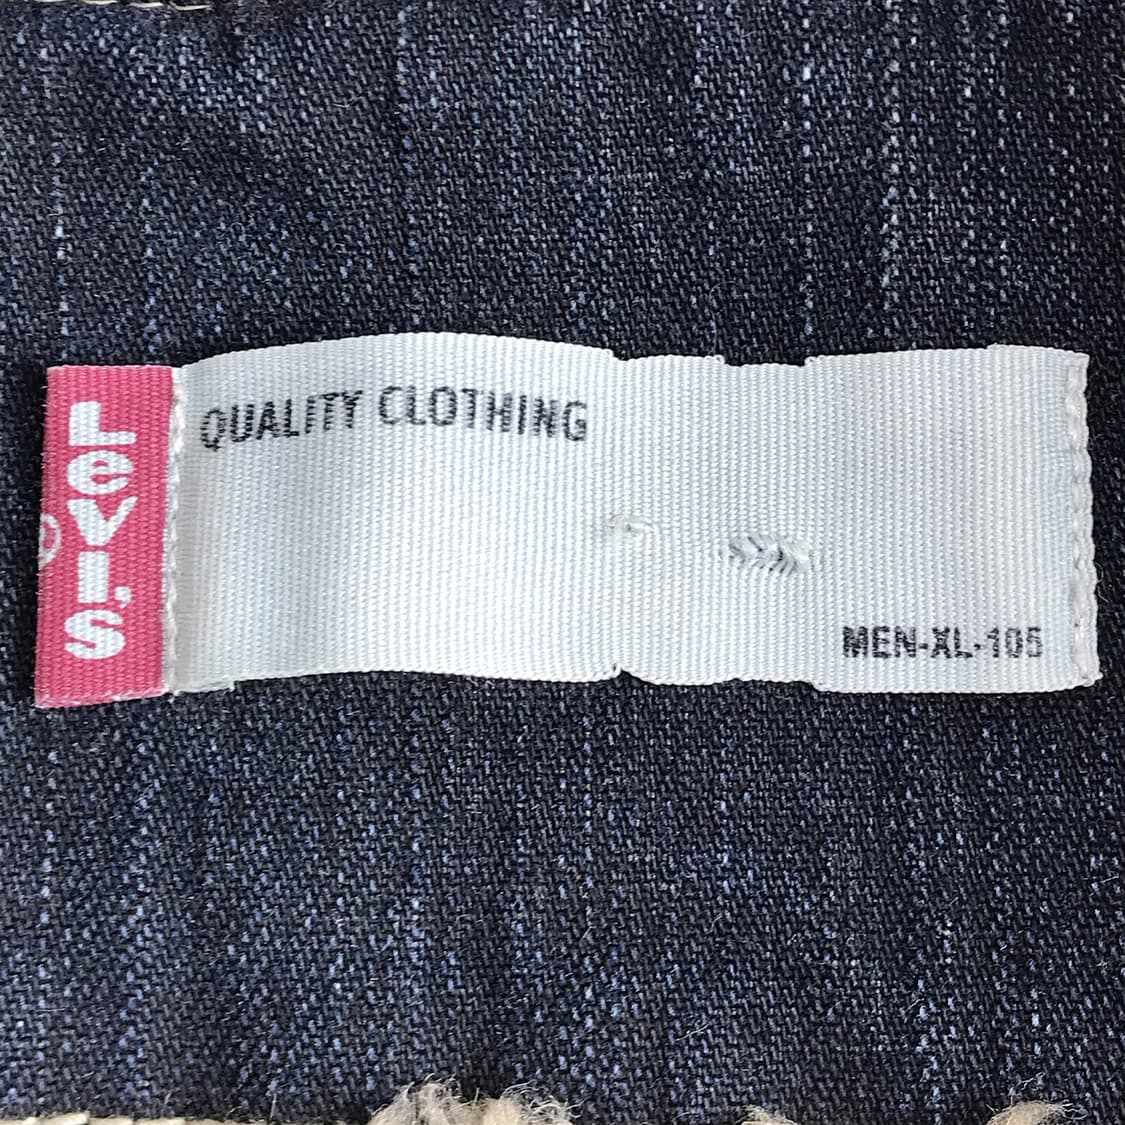 LEVI'S
®
QUALITY CLOTHING
MEN-XL-105